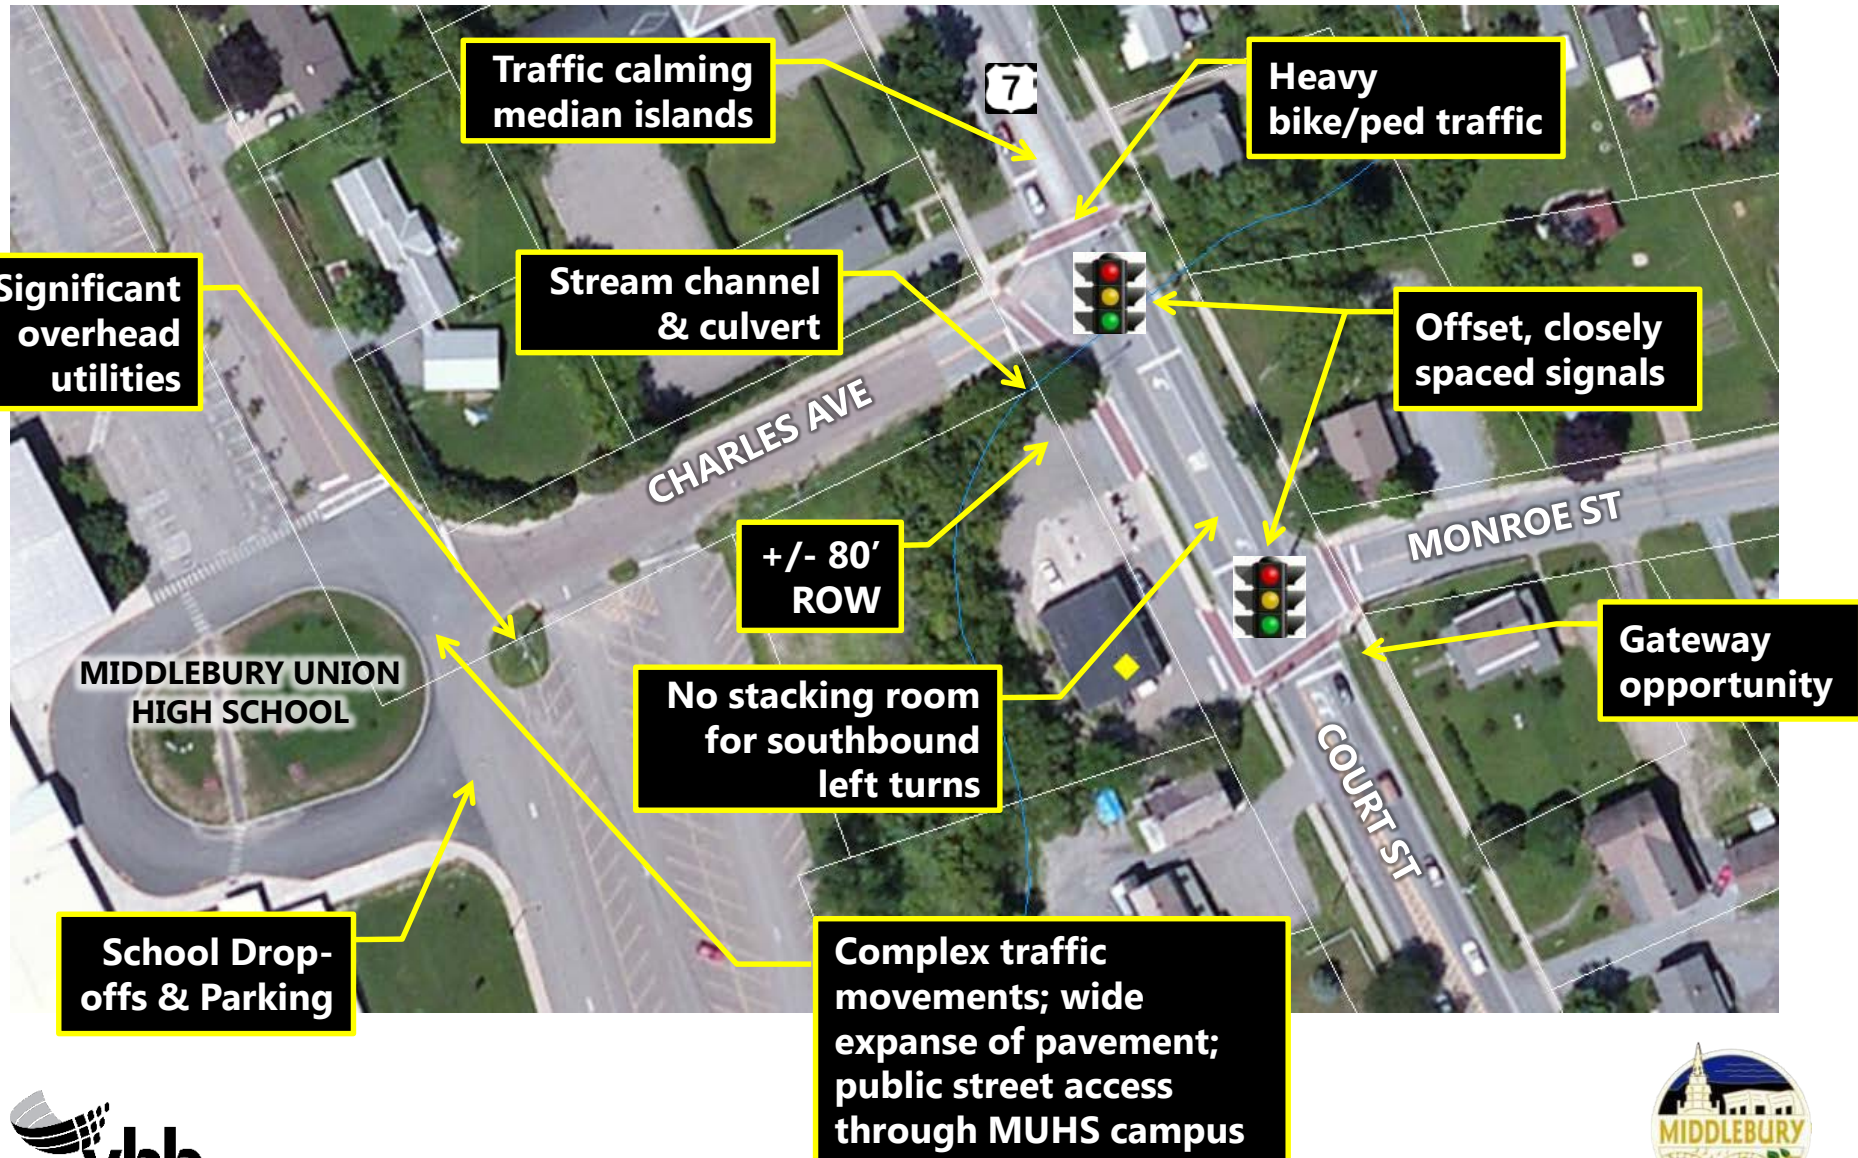 Traffic calming
median islands
7
Heavy
bike/ped traffic
Significant
overhead
utilities
Stream channel
& culvert
Offset, closely
spaced signals
CHARLES AVE
+/- 80’
ROW
MONROE ST
MIDDLEBURY UNION
HIGH SCHOOL
No stacking room
for southbound
left turns
Gateway
opportunity
COURT ST
School Drop-
offs & Parking
Complex traffic
movements; wide
expanse of pavement;
public street access
through MUHS campus
vhb
MIDDLEBURY